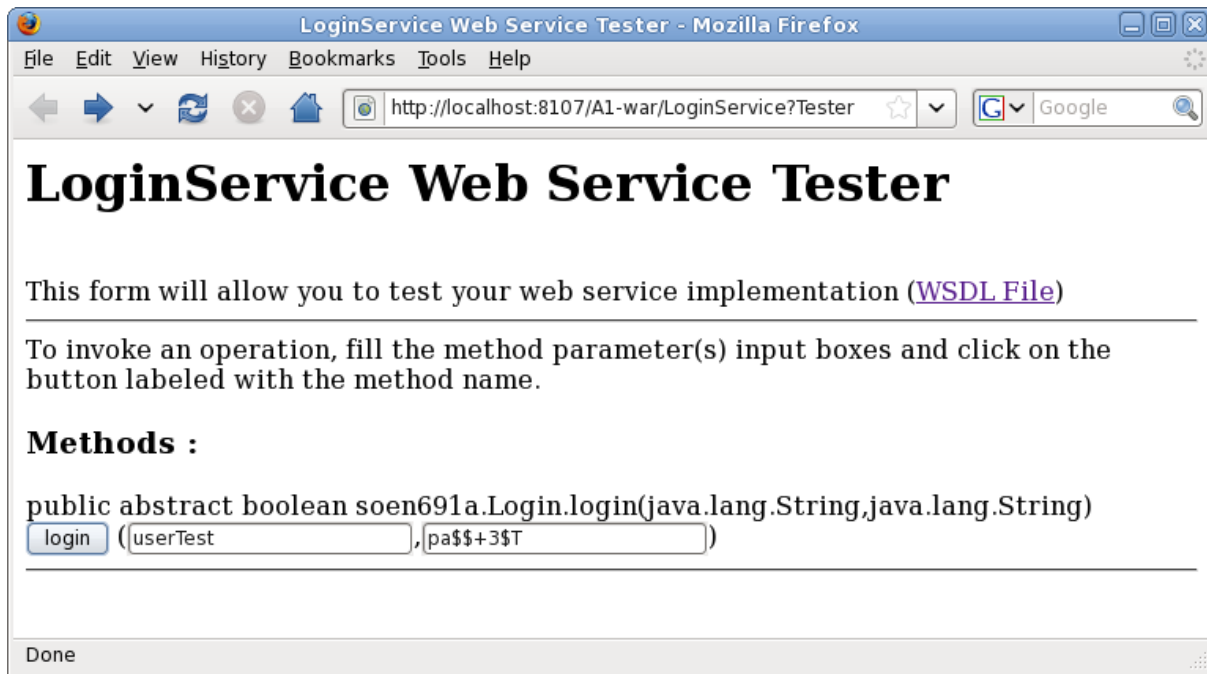 LoginService Web Service Tester - Mozilla Firefox
File Edit View History Bookmarks Tools Help
http://localhost:8107/A1-war/LoginService?Tester G Google
LoginService Web Service Tester
This form will allow you to test your web service implementation (WSDL File)
To invoke an operation, fill the method parameter(s) input boxes and click on the
button labeled with the method name.
Methods :
public abstract boolean soen691a.Login.login(java.lang.String,java.lang.String)
login (userTest,pa$$+3$T)
Done